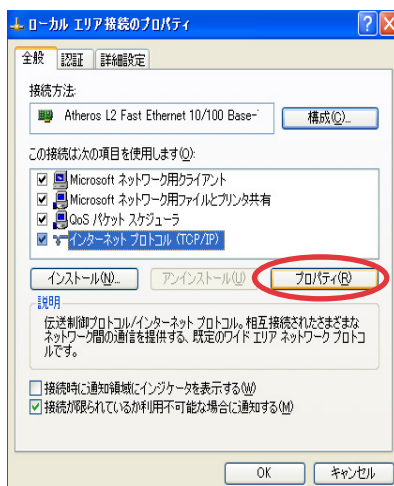 ローカル エリア接続のプロパティ
全般 認証 詳細設定
接続方法:
Atheros L2 Fast Ethernet 10/100 Base-
構成(C)...
この接続は次の項目を使用します(O):
Microsoft ネットワーク用クライアント
Microsoft ネットワーク用ファイルとプリンタ共有
QoS パケット スケジューラ
インターネット プロトコル (TCP/IP)
インストール(N)... アンインストール(U) プロパティ(R)
説明
伝送制御プロトコル/インターネット プロトコル。相互接続されたさまざまな
ネットワーク間の通信を提供する、既定のワイド エリア ネットワーク プロトコ
ルです。
接続時に通知領域にインジケータを表示する(W)
接続が限られているか利用不可能な場合に通知する(M)
OK キャンセル